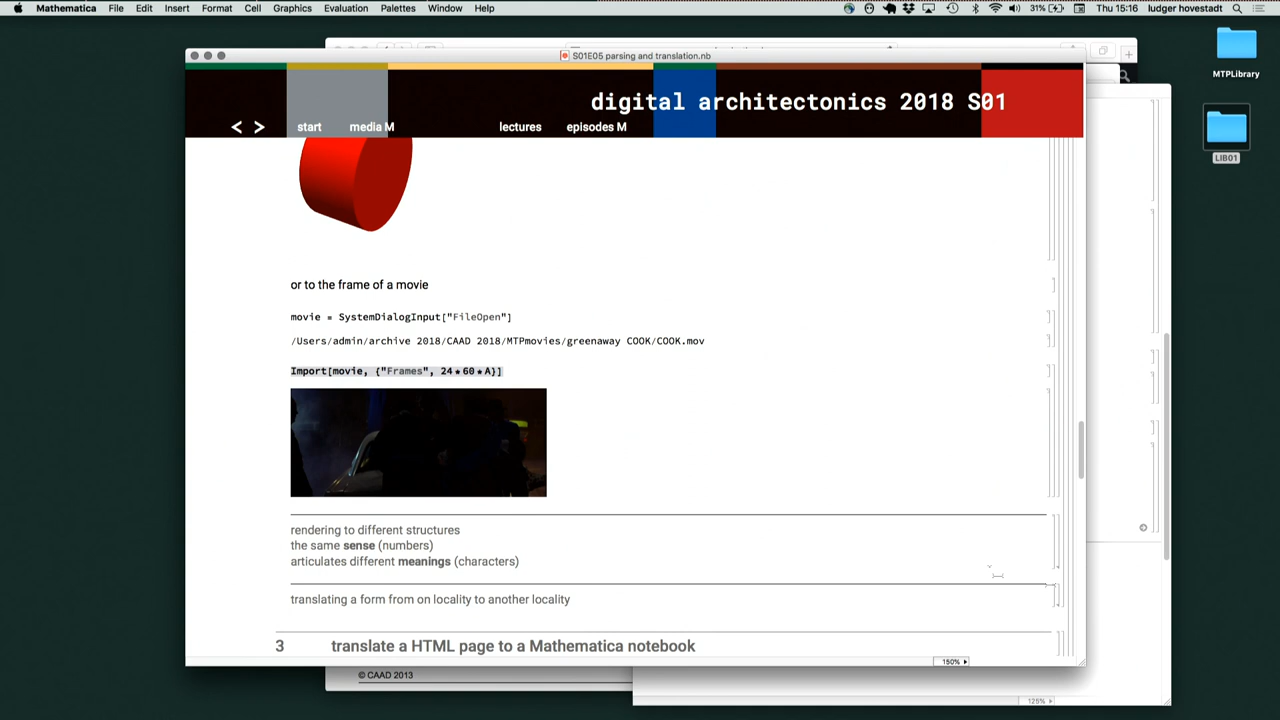 Mathematica File Edit Insert Format Cell Graphics Evaluation Palettes Window Help
31% Thu 15:16 ludger hovestadt
S01E05 parsing and translation.nb
MTPLibrary
digital architectonics 2018 S01
< > start media M lectures episodes M
LIB01
or to the frame of a movie
movie = SystemDialogInput["FileOpen"]
/Users/admin/archive 2018/CAAD 2018/MTPmovies/greenaway COOK/COOK.mov
Import[movie, {"Frames", 24*60*A}]
rendering to different structures
the same sense (numbers)
articulates different meanings (characters)
translating a form from on locality to another locality
3 translate a HTML page to a Mathematica notebook
150%
© CAAD 2013
125%